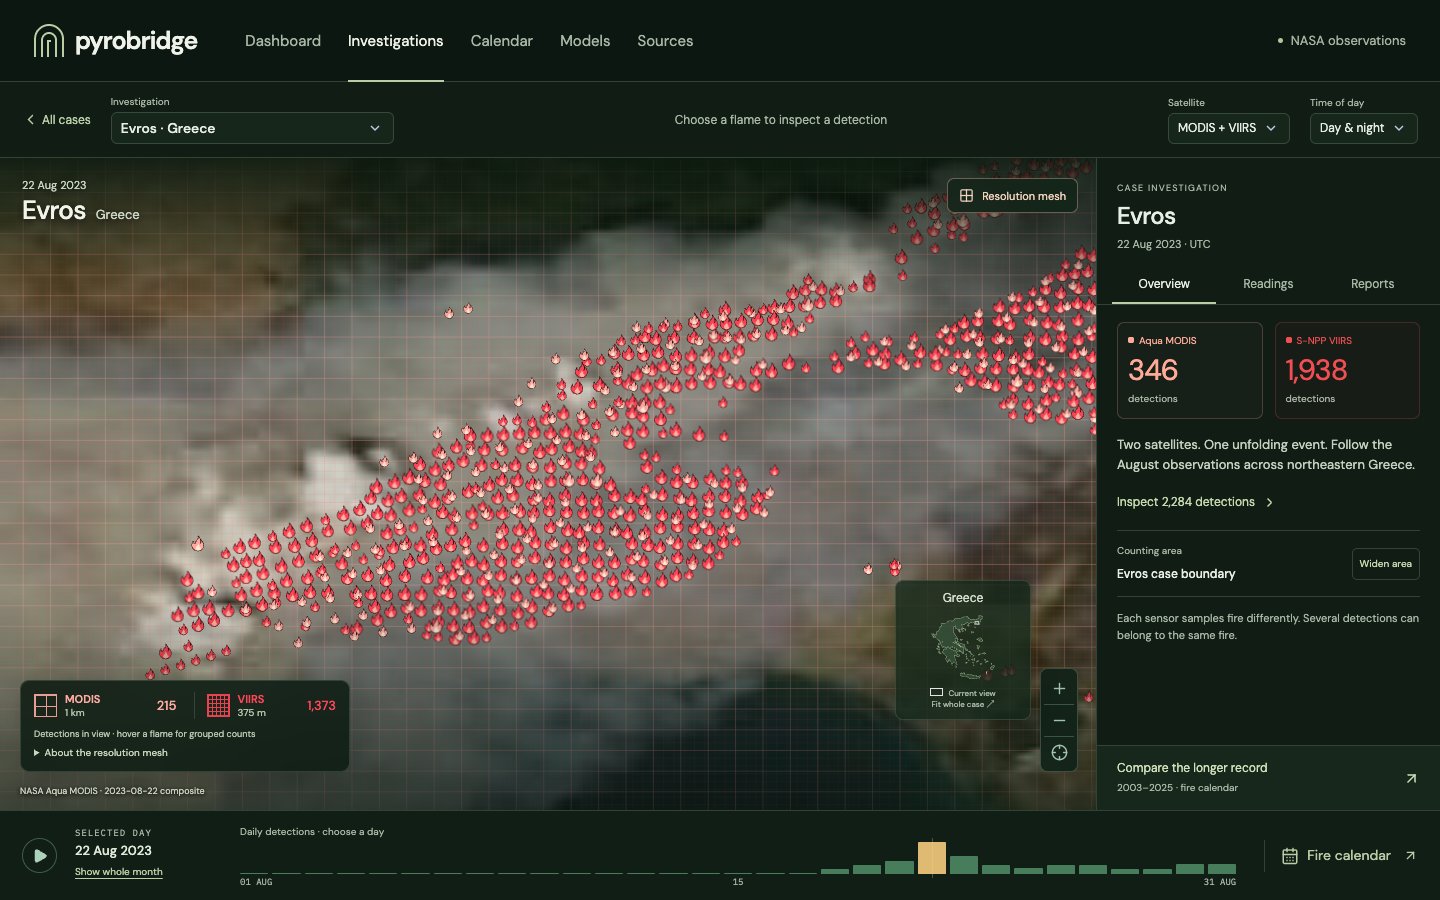 pyrobridge
Dashboard
Investigations
Calendar
Models
Sources
NASA observations
All cases
Investigation
Evros · Greece
Choose a flame to inspect a detection
Satellite
MODIS + VIIRS
Time of day
Day & night
22 Aug 2023
Evros Greece
Resolution mesh
Greece
Current view
Fit whole case
MODIS
1 km
215
VIIRS
375 m
1,373
Detections in view · hover a flame for grouped counts
About the resolution mesh
NASA Aqua MODIS · 2023-08-22 composite
CASE INVESTIGATION
Evros
22 Aug 2023 · UTC
Overview
Readings
Reports
Aqua MODIS
346
detections
S-NPP VIIRS
1,938
detections
Two satellites. One unfolding event. Follow the
August observations across northeastern Greece.
Inspect 2,284 detections
Counting area
Evros case boundary
Widen area
Each sensor samples fire differently. Several detections can
belong to the same fire.
Compare the longer record
2003–2025 · fire calendar
SELECTED DAY
22 Aug 2023
Show whole month
Daily detections · choose a day
01 AUG
15
31 AUG
Fire calendar